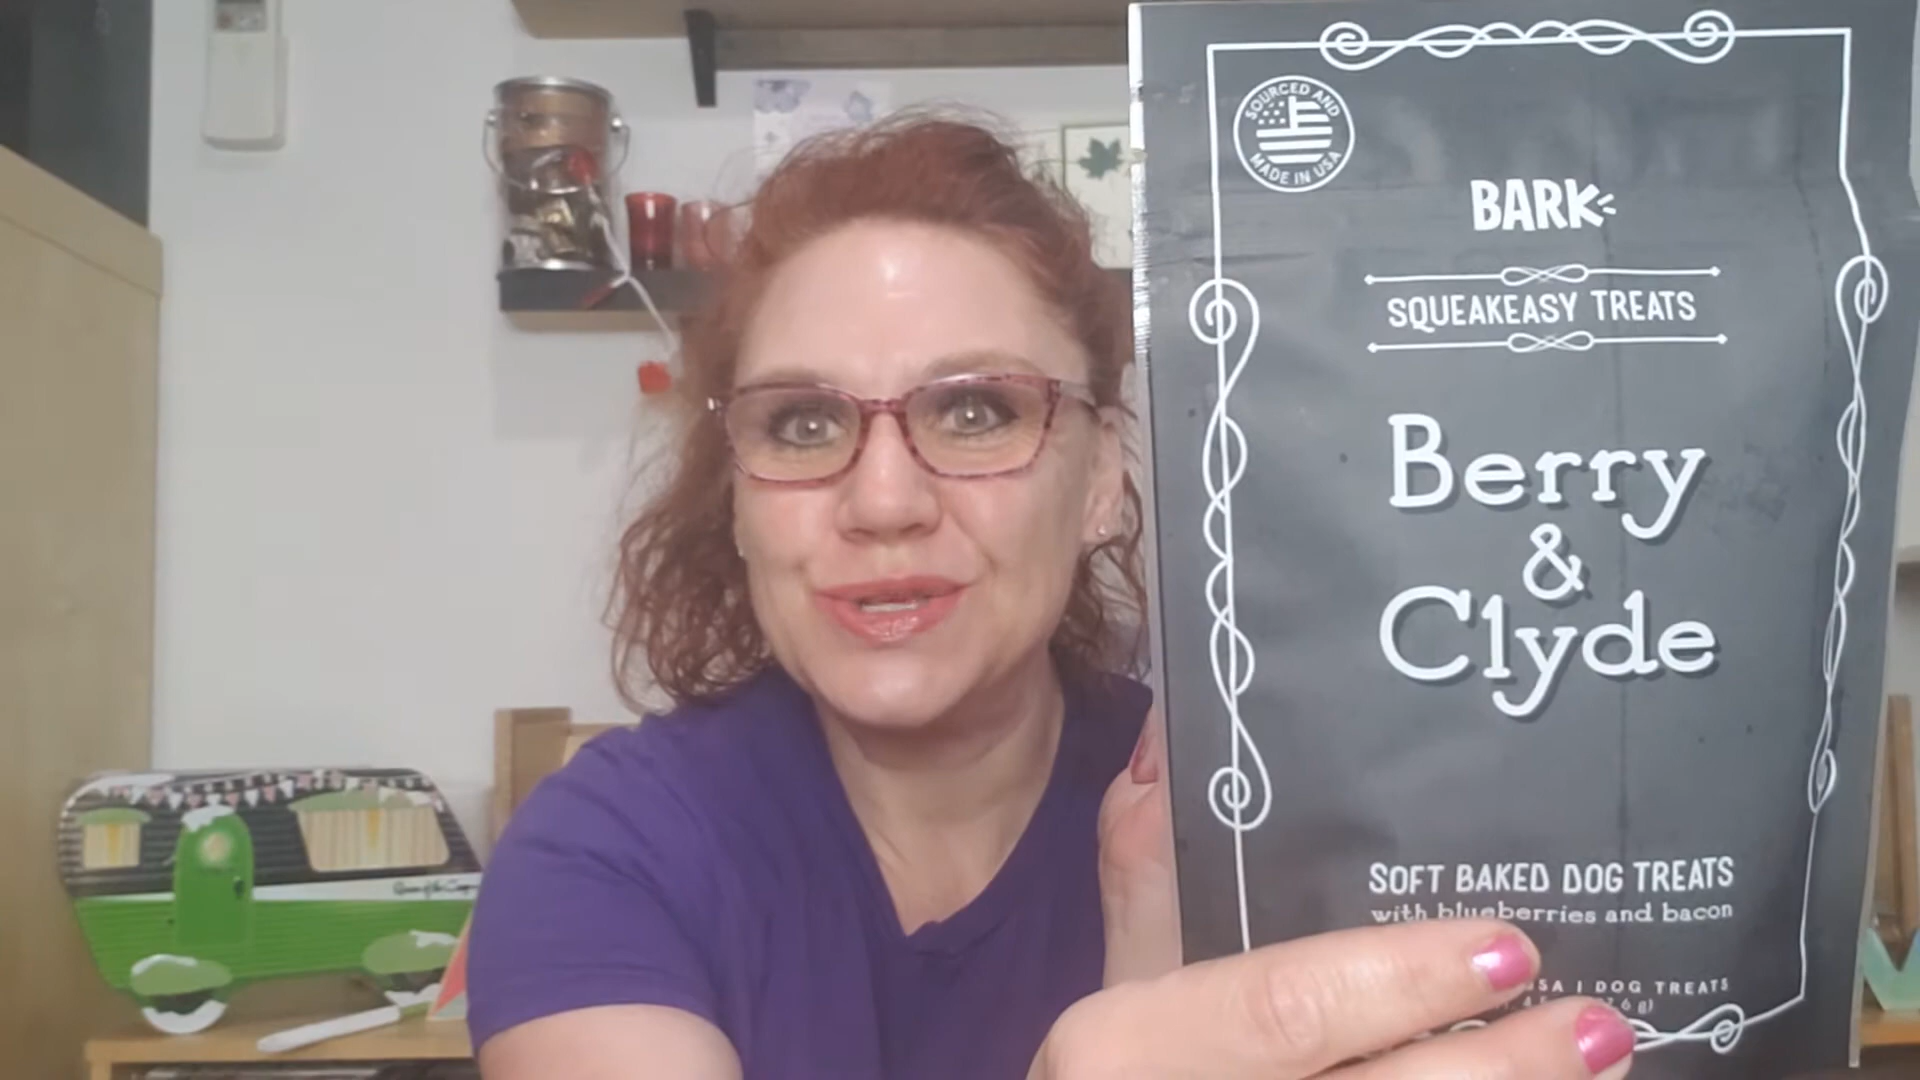 SOURCED AND
MADE IN USA
BARK
SQUEAKEASY TREATS
Berry
&
Clyde
SOFT BAKED DOG TREATS
with blueberries and bacon
USA | DOG TREATS